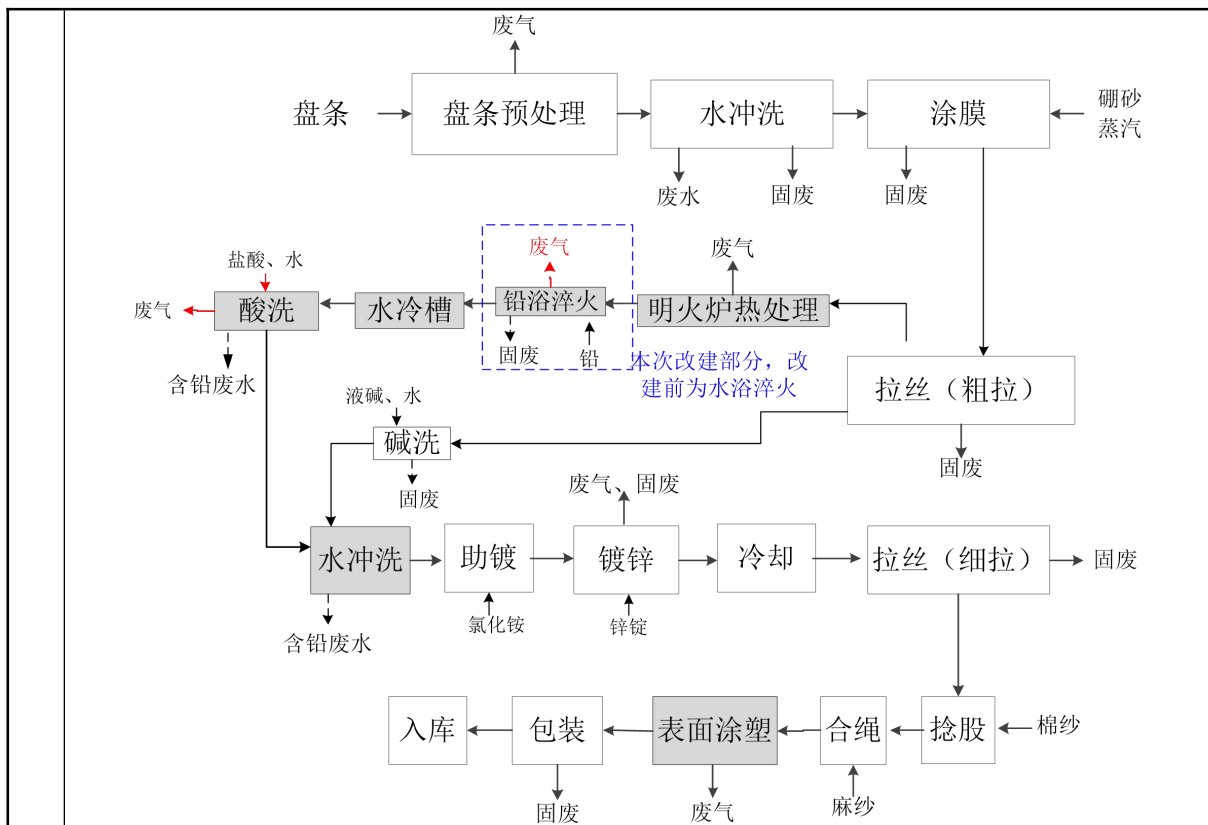 废气
盘条
盘条预处理
水冲洗
涂膜
硼砂
蒸汽
废水
固废
固废
盐酸、水
废气
酸洗
水冷槽
废气
铅浴淬火
固废
铅
废气
明火炉热处理
本次改建部分，改
建前为水浴淬火
含铅废水
拉丝（粗拉）
固废
液碱、水
碱洗
固废
废气、固废
水冲洗
助镀
镀锌
冷却
拉丝（细拉）
固废
氯化铵
锌锭
含铅废水
入库
包装
表面涂塑
合绳
捻股
棉纱
固废
废气
麻纱